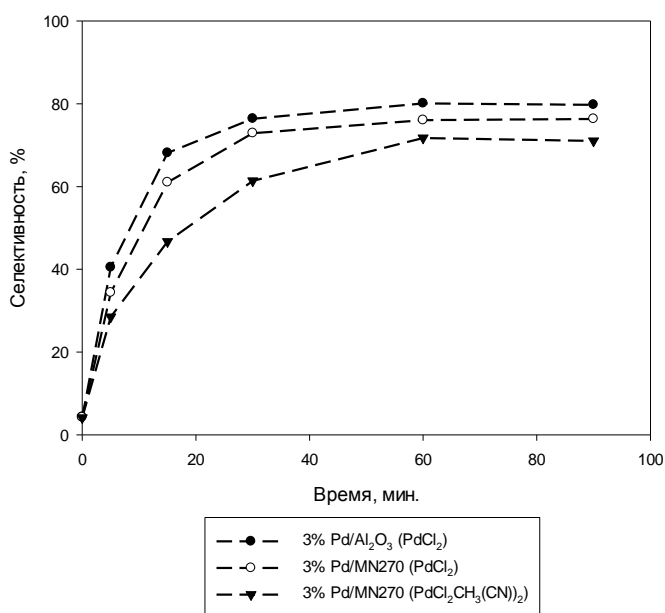 100
80
60
40
20
0
Селективность, %
0 20 40 60 80 100
Время, мин.
3% Pd/Al₂O₃ (PdCl₂)
3% Pd/MN270 (PdCl₂)
3% Pd/MN270 (PdCl₂CH₃(CN))₂)